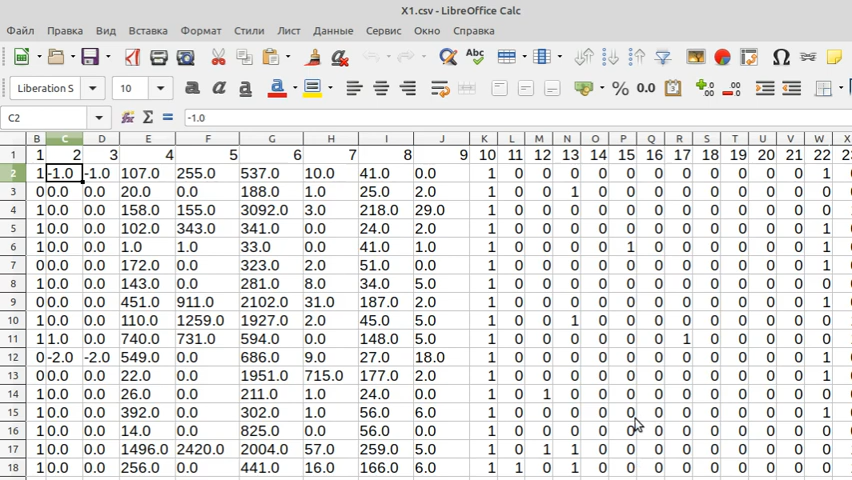 X1.csv - LibreOffice Calc
Файл Правка Вид Вставка Формат Стили Лист Данные Сервис Окно Справка
Liberation S 10
C2 -1.0
B C D E F G H I J K L M N O P Q R S T U V W X
1 1 2 3 4 5 6 7 8 9 10 11 12 13 14 15 16 17 18 19 20 21 22
2 1 -1.0 -1.0 107.0 255.0 537.0 10.0 41.0 0.0 1 0 0 0 0 0 0 0 0 0 0 0 1
3 0 0.0 0.0 20.0 0.0 188.0 1.0 25.0 2.0 1 0 0 1 0 0 0 0 0 0 0 0 0
4 1 0.0 0.0 158.0 155.0 3092.0 3.0 218.0 29.0 1 0 0 0 0 0 0 0 0 0 0 0 0
5 1 0.0 0.0 102.0 343.0 341.0 0.0 24.0 2.0 1 0 0 0 0 0 0 0 0 0 0 0 1
6 1 0.0 0.0 1.0 1.0 33.0 0.0 41.0 1.0 1 0 0 0 0 1 0 0 0 0 0 0 0
7 0 0.0 0.0 172.0 0.0 323.0 2.0 51.0 0.0 1 0 0 0 0 0 0 0 0 0 0 0 1
8 1 0.0 0.0 143.0 0.0 281.0 8.0 34.0 5.0 1 0 0 0 0 0 0 0 0 0 0 0 0
9 0 0.0 0.0 451.0 911.0 2102.0 31.0 187.0 2.0 1 0 0 0 0 0 0 0 0 0 0 0 1
10 1 0.0 0.0 110.0 1259.0 1927.0 2.0 45.0 5.0 1 0 0 1 0 0 0 0 0 0 0 0 0
11 1 1.0 0.0 740.0 731.0 594.0 0.0 148.0 5.0 1 0 0 0 0 0 0 1 0 0 0 0 0
12 0 -2.0 -2.0 549.0 0.0 686.0 9.0 27.0 18.0 1 0 0 0 0 0 0 0 0 0 0 0 1
13 0 0.0 0.0 22.0 0.0 1951.0 715.0 177.0 2.0 1 0 0 0 0 0 0 0 0 0 0 0 1
14 1 0.0 0.0 26.0 0.0 211.0 1.0 24.0 0.0 1 0 1 0 0 0 0 0 0 0 0 0 0
15 1 0.0 0.0 392.0 0.0 302.0 1.0 56.0 6.0 1 0 0 0 0 0 0 0 0 0 0 0 1
16 0 0.0 0.0 14.0 0.0 825.0 0.0 56.0 0.0 1 0 0 0 0 0 0 0 0 0 0 0 0
17 1 0.0 0.0 1496.0 2420.0 2004.0 57.0 259.0 5.0 1 0 1 1 0 0 0 0 0 0 0 0 0
18 1 0.0 0.0 256.0 0.0 441.0 16.0 166.0 6.0 1 1 0 1 0 0 0 0 0 0 0 0 0